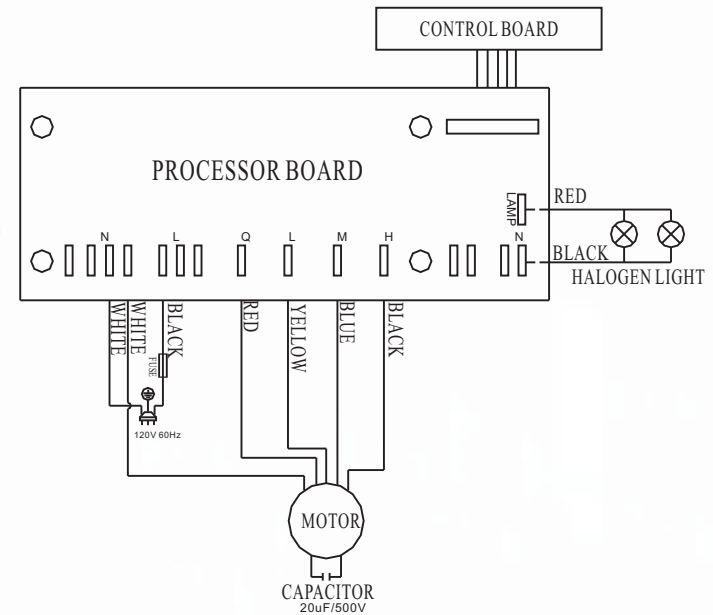 CONTROL BOARD
PROCESSOR BOARD
LAMP
RED
N
L
Q
L
M
H
N
BLACK
HALOGEN LIGHT
WHITE
WHITE
BLACK
RED
YELLOW
BLUE
BLACK
FUSE
120V 60Hz
MOTOR
CAPACITOR
20uF/500V